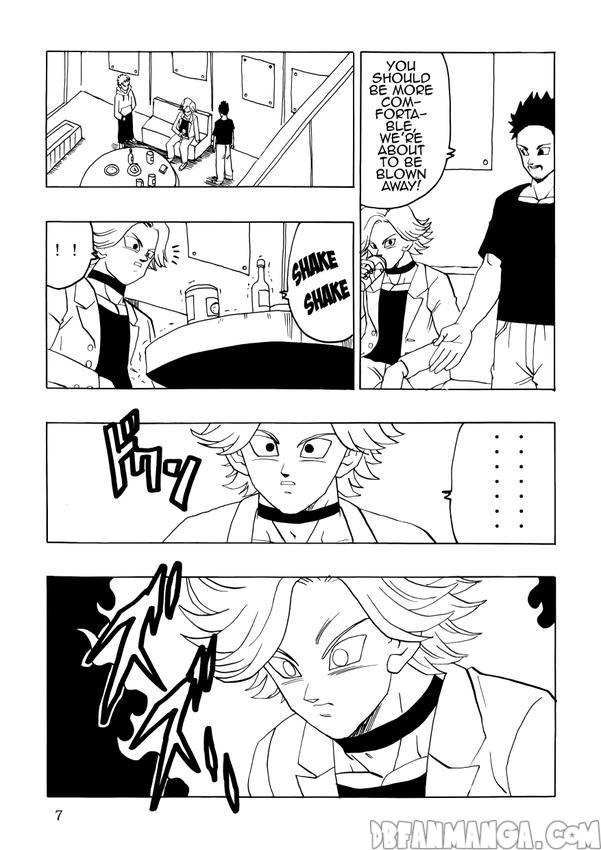 YOU
SHOULD
BE MORE
COM-
FORTA-
BLE,
WE'RE
ABOUT
TO BE
BLOWN
AWAY!
SHAKE
SHAKE
!!
ドクン
ズズ
7
DBFANMANGA.COM